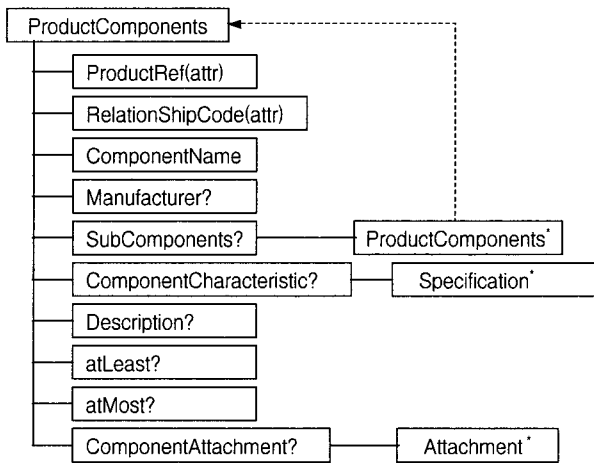 ProductComponents
ProductRef(attr)
RelationShipCode(attr)
ComponentName
Manufacturer?
SubComponents? ProductComponents*
ComponentCharacteristic? Specification*
Description?
atLeast?
atMost?
ComponentAttachment? Attachment*